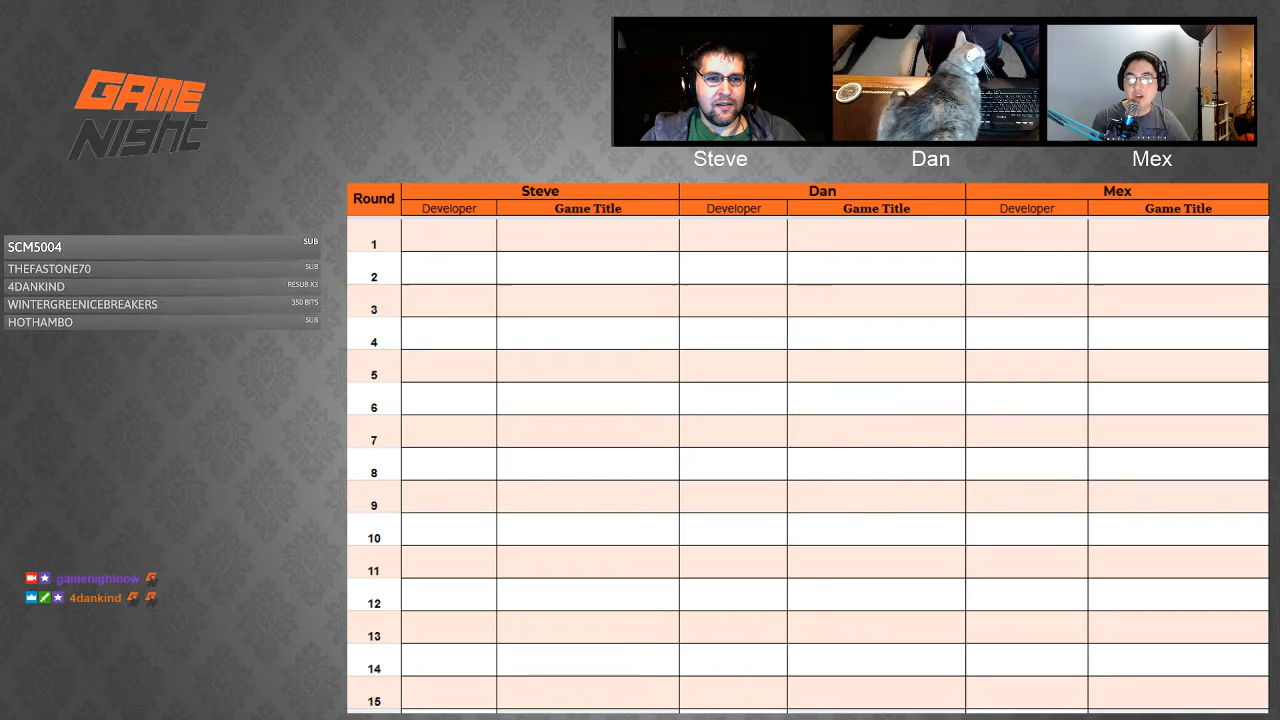 GAME
NIGHT
Steve
Dan
Mex
Round
Steve
Dan
Mex
Developer
Game Title
Developer
Game Title
Developer
Game Title
1
2
3
4
5
6
7
8
9
10
11
12
13
14
15
SCM5004 SUB
THEFASTONE70 SUB
4DANKIND RESUB X3
WINTERGREENICEBREAKERS 350 BITS
HOTHAMBO SUB
gamenightnow
4dankind